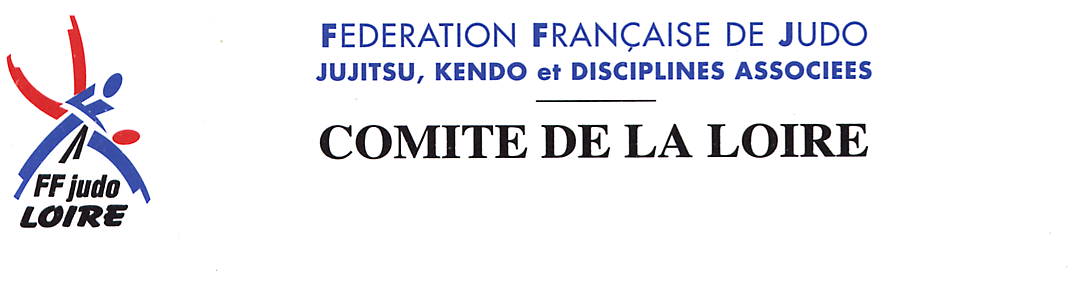 FEDERATION FRANÇAISE DE JUDO
JUJITSU, KENDO et DISCIPLINES ASSOCIEES
COMITE DE LA LOIRE
FF judo
LOIRE